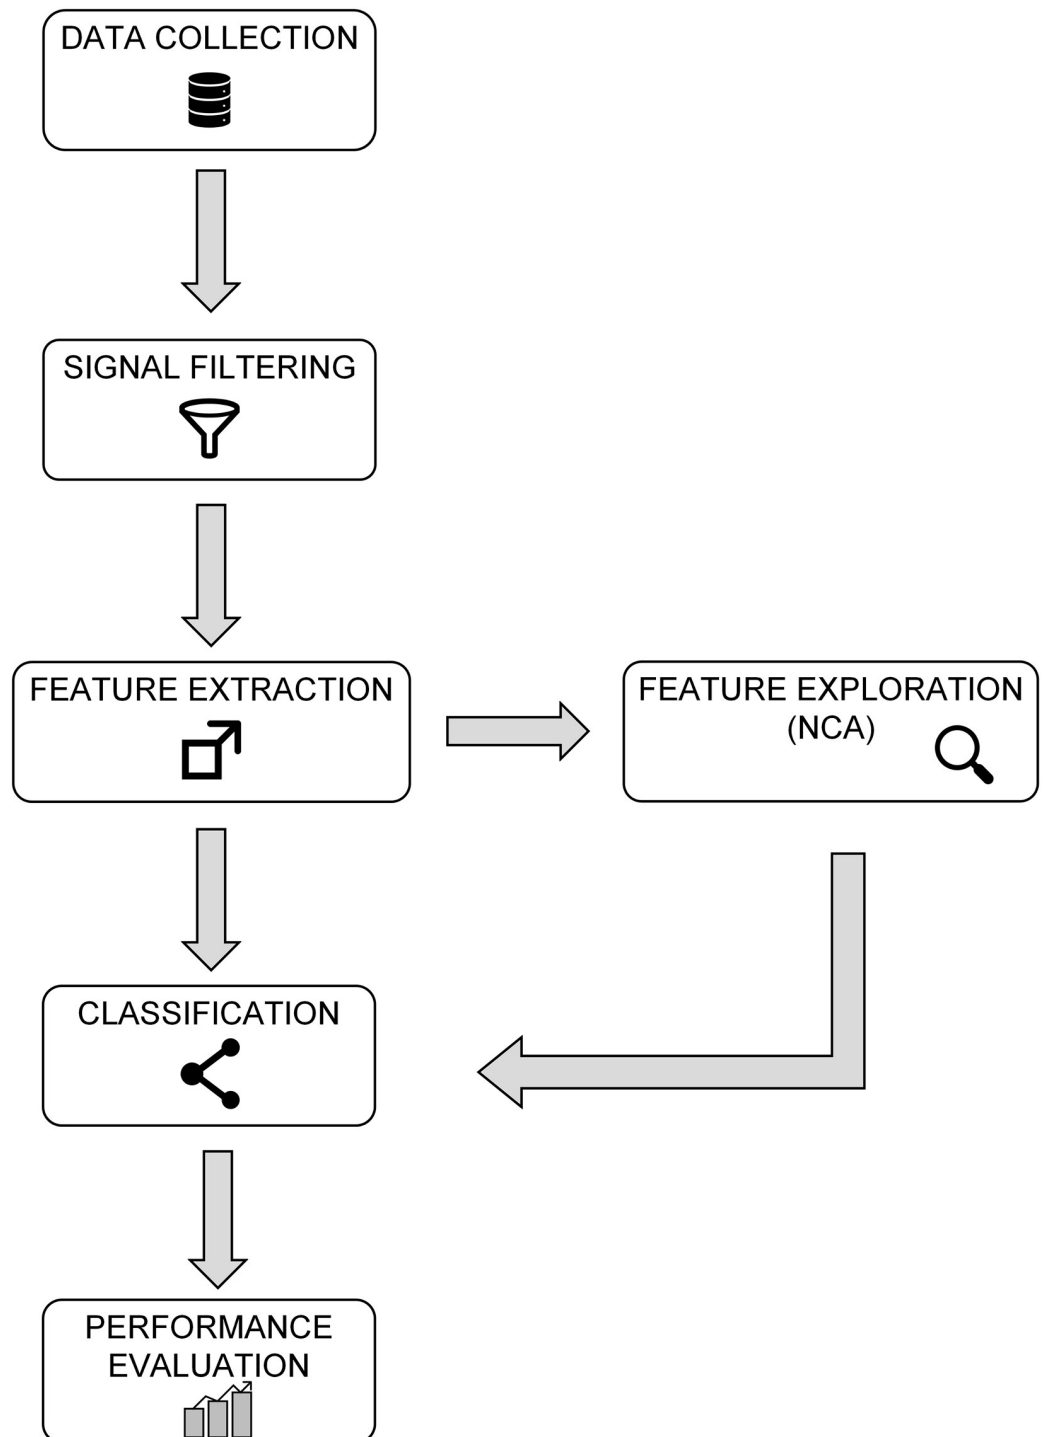 DATA COLLECTION
SIGNAL FILTERING
FEATURE EXTRACTION
FEATURE EXPLORATION
(NCA)
CLASSIFICATION
PERFORMANCE
EVALUATION